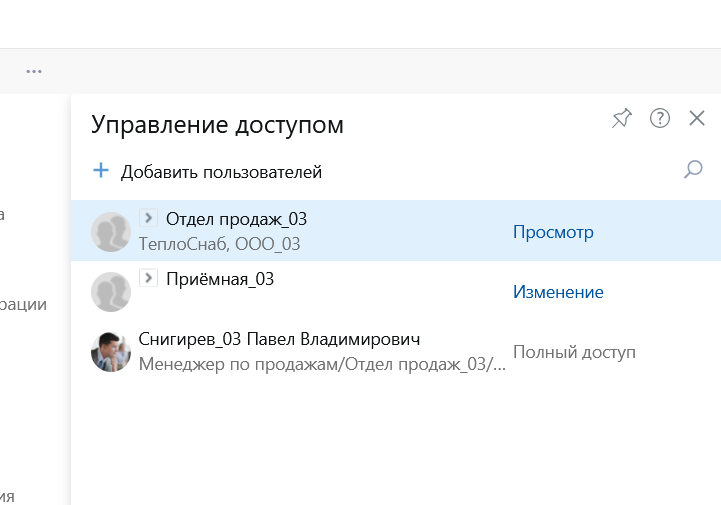 ...
Управление доступом
Добавить пользователей
а
Отдел продаж_03
ТеплоСнаб, ООО_03
Просмотр
рации
Приёмная_03
Изменение
Снигирев_03 Павел Владимирович
Менеджер по продажам/Отдел продаж_03/...
Полный доступ
ия